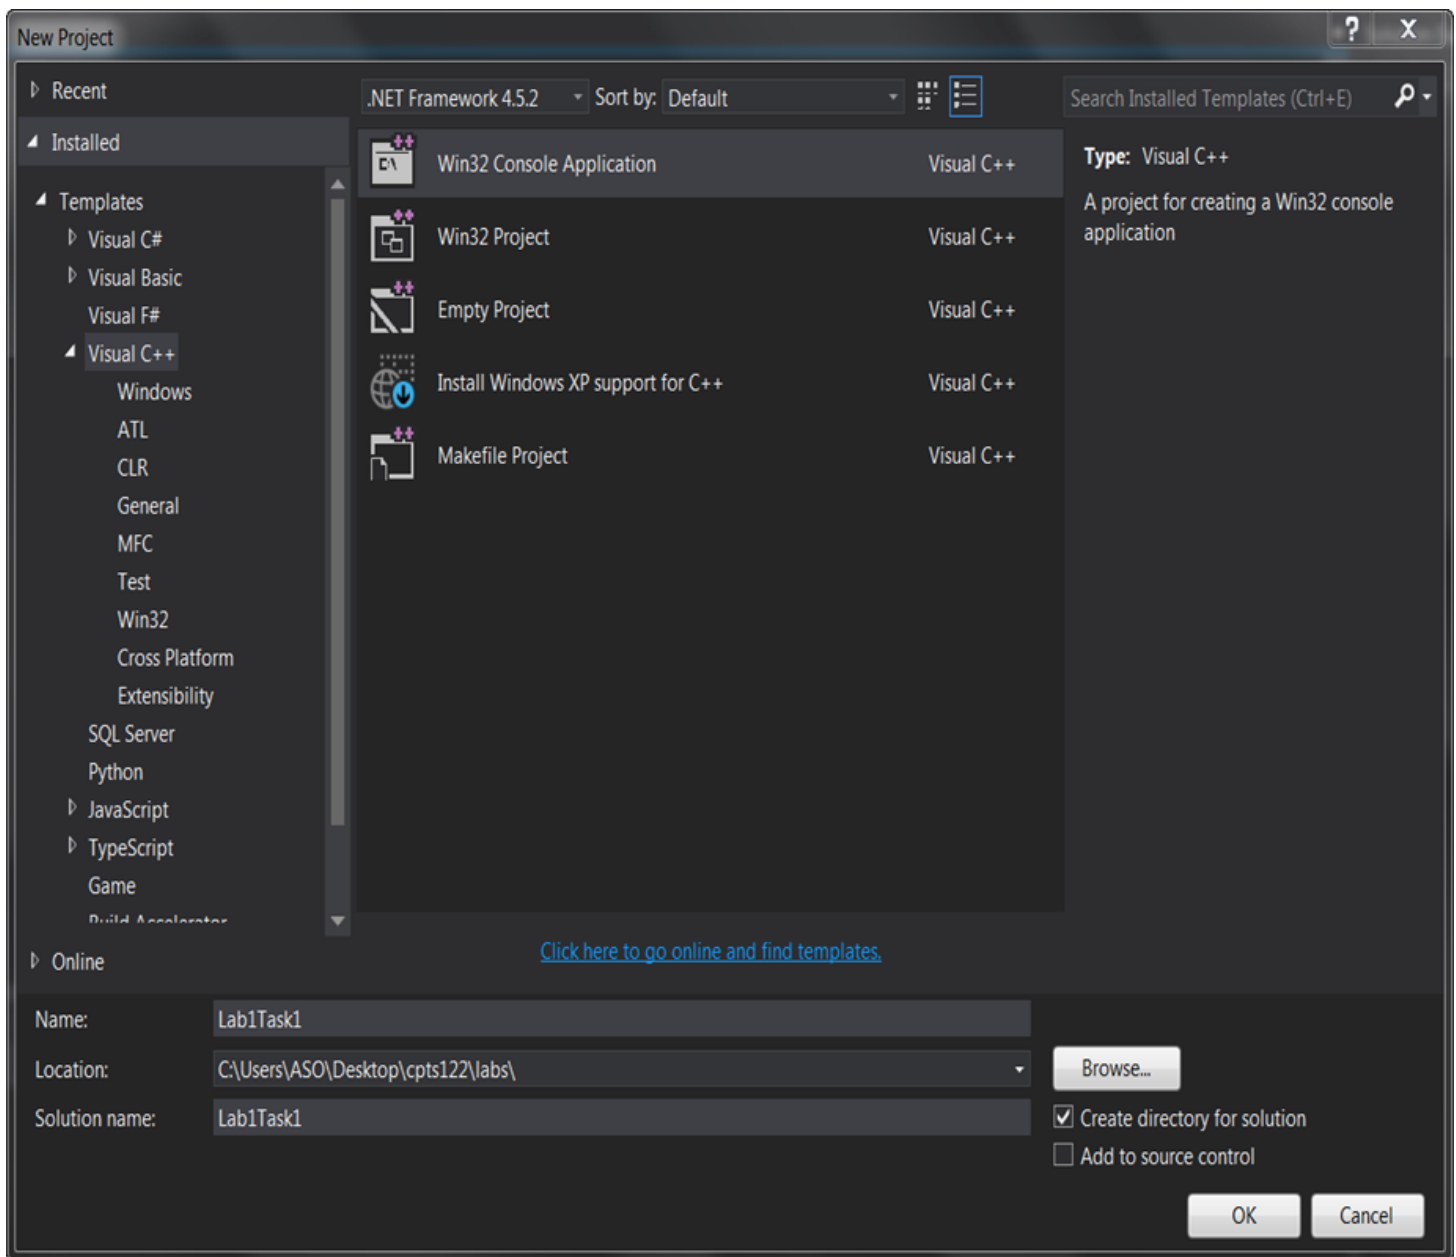 New Project
? X
Recent
Installed
Templates
Visual C#
Visual Basic
Visual F#
Visual C++
Windows
ATL
CLR
General
MFC
Test
Win32
Cross Platform
Extensibility
SQL Server
Python
JavaScript
TypeScript
Game
Build Accelerator
Online
.NET Framework 4.5.2 Sort by: Default
Win32 Console Application Visual C++
Win32 Project Visual C++
Empty Project Visual C++
Install Windows XP support for C++ Visual C++
Makefile Project Visual C++
Click here to go online and find templates.
Search Installed Templates (Ctrl+E)
Type: Visual C++
A project for creating a Win32 console
application
Name: Lab1Task1
Location: C:\Users\ASO\Desktop\cpts122\labs\ Browse...
Solution name: Lab1Task1
Create directory for solution
Add to source control
OK Cancel